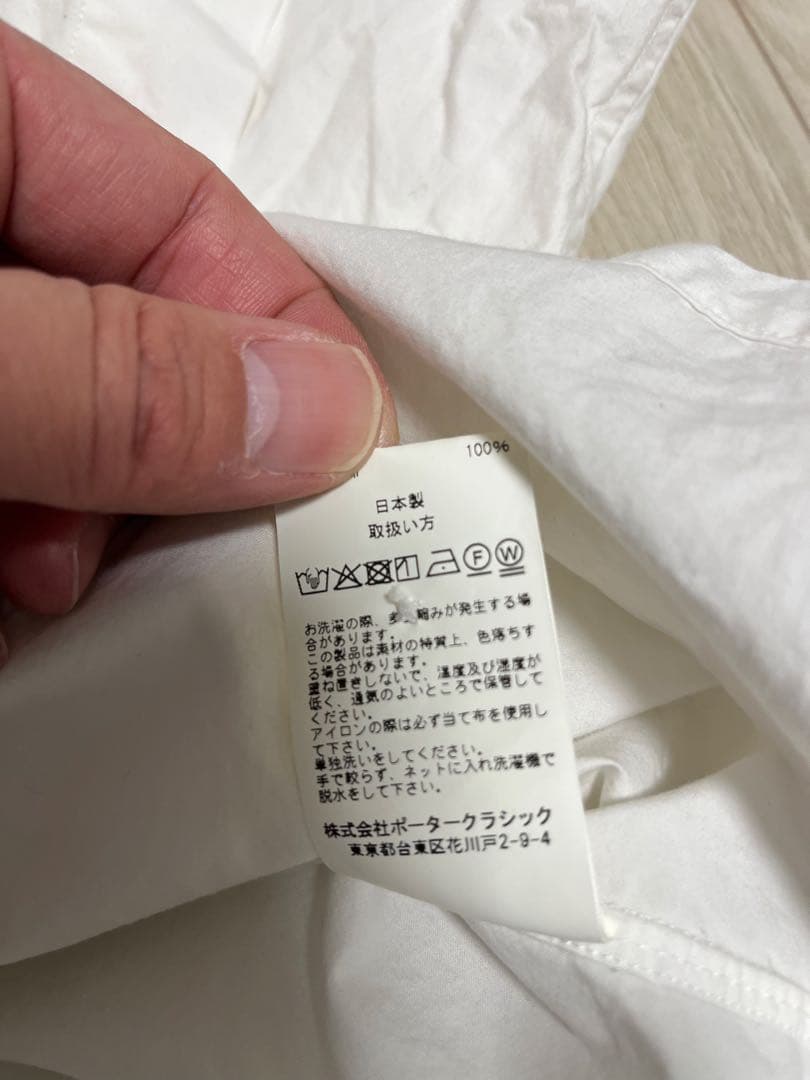 100%
日本製
取扱い方
F W
お洗濯の際、多少縮みが発生する場
合があります。
この製品は素材の特質上、色落ちす
る場合があります。
重ね置きしないで、温度及び湿度が
低く、通気のよいところで保管して
ください。
アイロンの際は必ず当て布を使用し
て下さい。
単独洗いをしてください。
手で絞らず、ネットに入れ洗濯機で
脱水をして下さい。
株式会社ポータークラシック
東京都台東区花川戸2-9-4